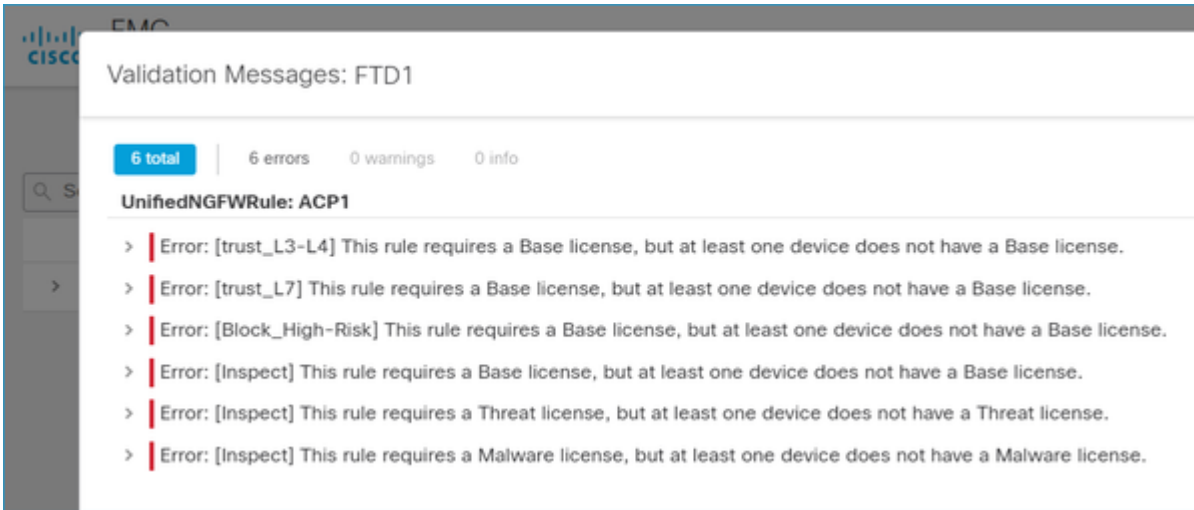 CISCO
FMC
Validation Messages: FTD1
6 total
6 errors
0 warnings
0 info
UnifiedNGFWRule: ACP1
Error: [trust_L3-L4] This rule requires a Base license, but at least one device does not have a Base license.
Error: [trust_L7] This rule requires a Base license, but at least one device does not have a Base license.
Error: [Block_High-Risk] This rule requires a Base license, but at least one device does not have a Base license.
Error: [Inspect] This rule requires a Base license, but at least one device does not have a Base license.
Error: [Inspect] This rule requires a Threat license, but at least one device does not have a Threat license.
Error: [Inspect] This rule requires a Malware license, but at least one device does not have a Malware license.